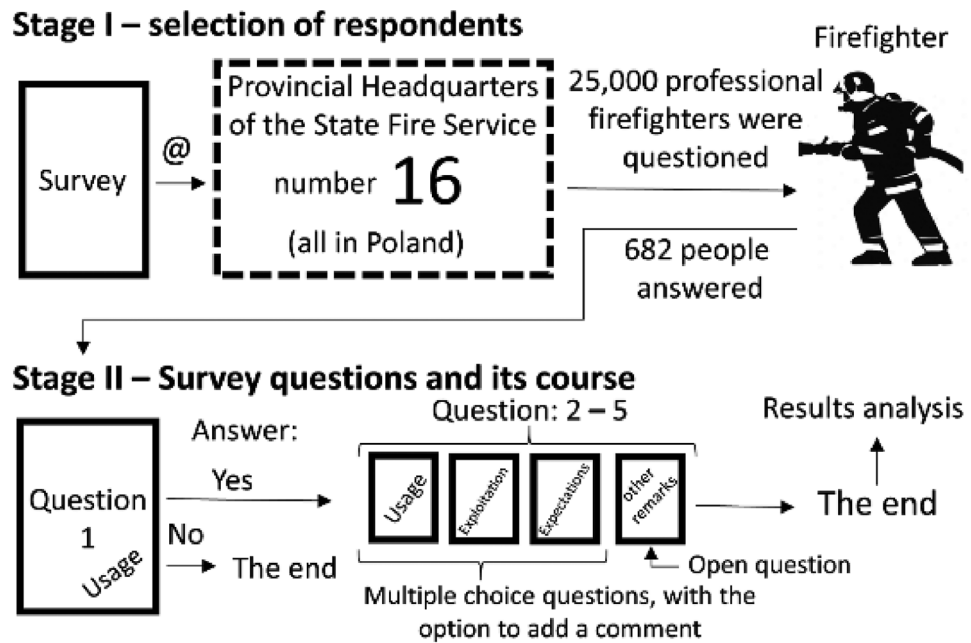 Stage I – selection of respondents
Survey
@
Provincial Headquarters
of the State Fire Service
number 16
(all in Poland)
25,000 professional
firefighters were
questioned
Firefighter
682 people
answered
Stage II – Survey questions and its course
Question
1
Usage
Answer:
Yes
No
The end
Question: 2 – 5
Usage
Exploitation
Expectations
other
remarks
Open question
Multiple choice questions, with the
option to add a comment
The end
Results analysis